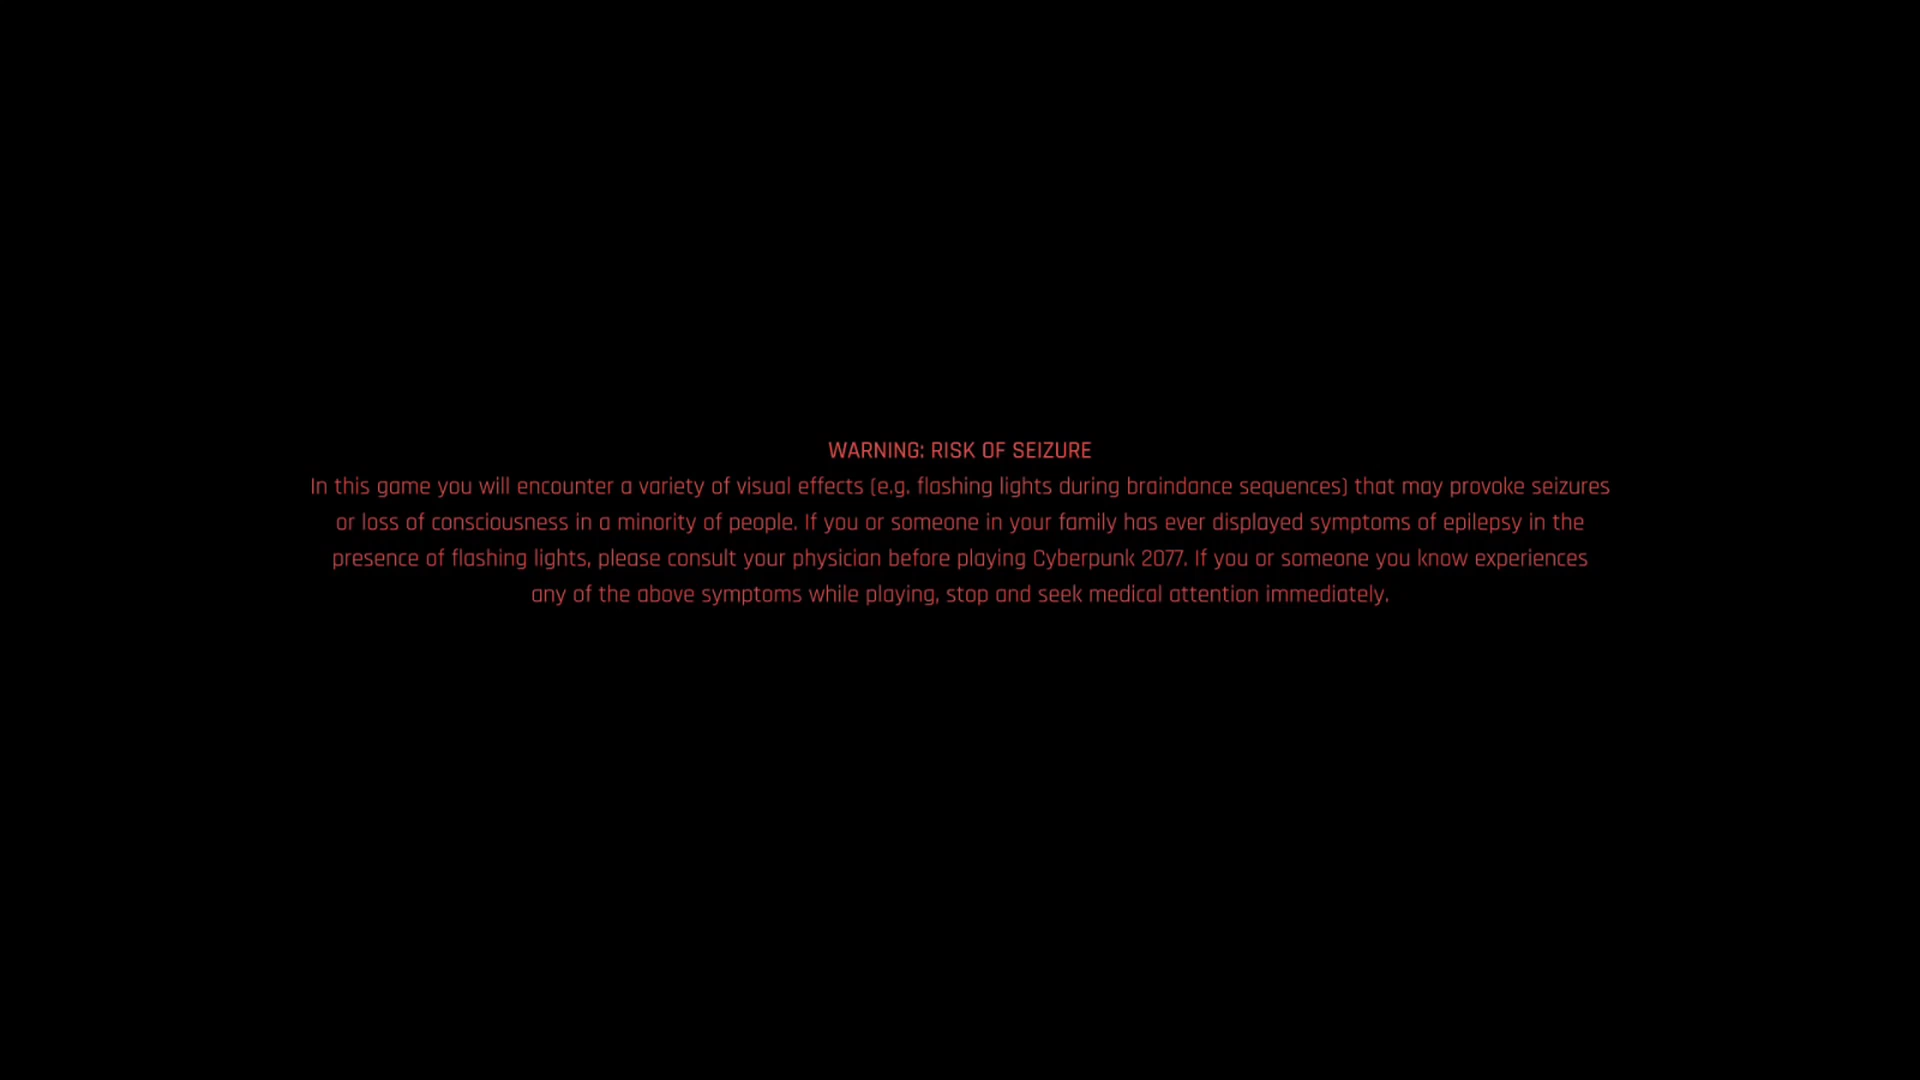 WARNING: RISK OF SEIZURE
In this game you will encounter a variety of visual effects (e.g. flashing lights during braindance sequences) that may provoke seizures
or loss of consciousness in a minority of people. If you or someone in your family has ever displayed symptoms of epilepsy in the
presence of flashing lights, please consult your physician before playing Cyberpunk 2077. If you or someone you know experiences
any of the above symptoms while playing, stop and seek medical attention immediately.